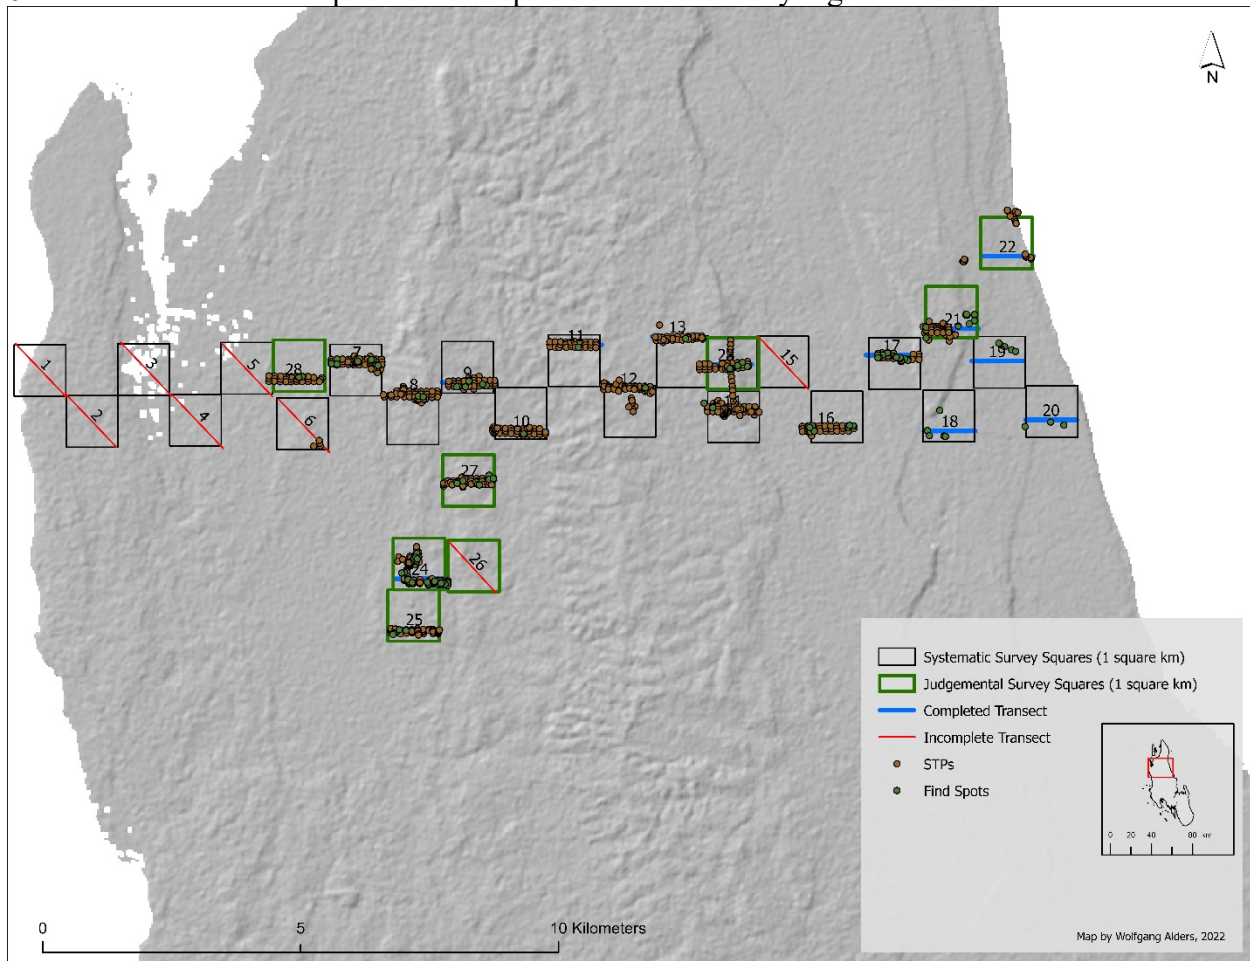 N
22
21
13
11
17
19
1
3
5
28
7
9
15
8
12
2
4
6
10
16
18
20
27
24
26
25
Systematic Survey Squares (1 square km)
Judgemental Survey Squares (1 square km)
Completed Transect
Incomplete Transect
STPs
Find Spots
0 20 40 80 km
0 5 10 Kilometers
Map by Wolfgang Alders, 2022